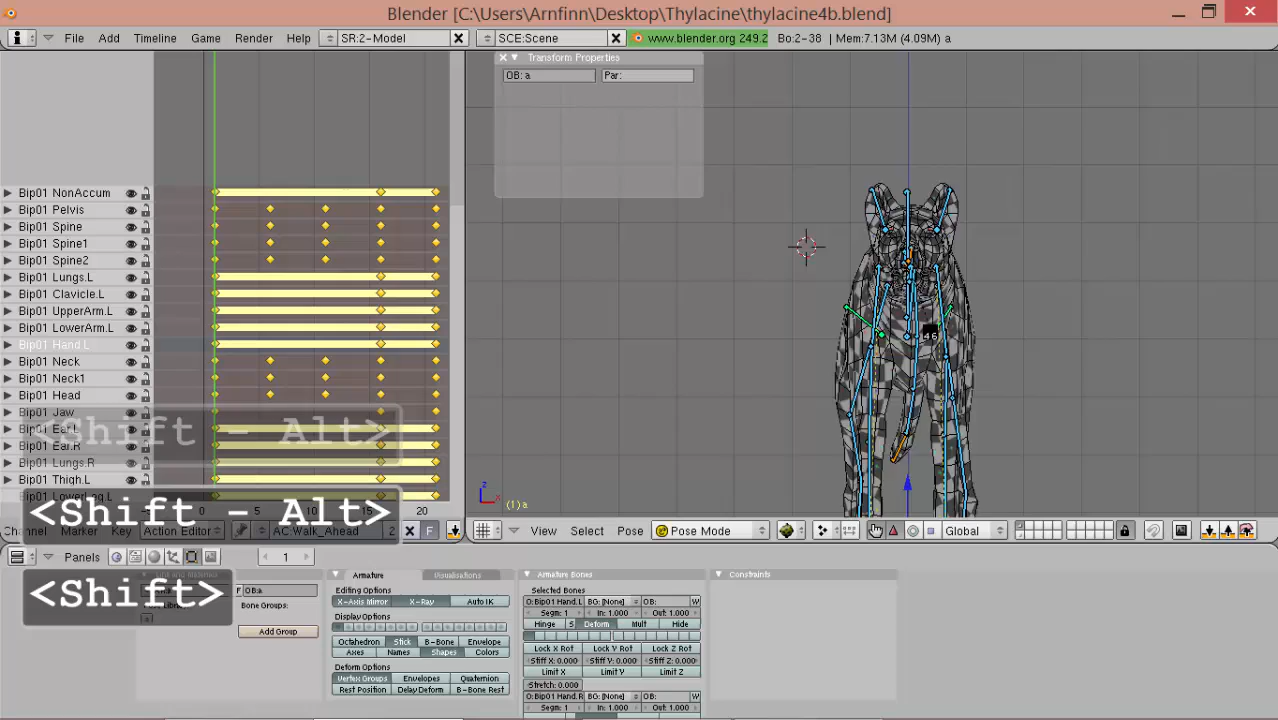 Blender [C:\Users\Arnfinn\Desktop\Thylacine\thylacine4b.blend]
File Add Timeline Game Render Help SR:2-Model SCE:Scene www.blender.org 249.2 Bo:2-38 | Mem:7.13M (4.09M) a
Transform Properties
OB: a Par:
Bip01 NonAccum
Bip01 Pelvis
Bip01 Spine
Bip01 Spine1
Bip01 Spine2
Bip01 Lungs.L
Bip01 Clavicle.L
Bip01 UpperArm.L
Bip01 LowerArm.L
Bip01 Hand.L
Bip01 Neck
Bip01 Neck1
Bip01 Head
Bip01 Jaw
Bip01 Ear.L
Bip01 Ear.R
Bip01 Lungs.R
Bip01 Thigh.L
Bip01 LowerLeg.L
46
<Shift - Alt>
<Shift - Alt>
<Shift>
0 5 10 15 20
z
x
(1) a
Channel Marker Key Action Editor AC:Walk_Ahead 2 F
View Select Pose Pose Mode Global
Panels 1
F OB:a
Bone Groups:
Add Group
Armature Visualisations
Editing Options
X-Axis Mirror X-Ray Auto IK
Display Options
Octahedron Stick B-Bone Envelope
Axes Names Shapes Colors
Deform Options
Vertex Groups Envelopes Quaternion
Rest Position Delay Deform B-Bone Rest
Armature Bones
Selected Bones
O:Bip01 Hand.L BG: [None] OB: W
Segm: 1 In: 1.000 Out: 1.000
Hinge S Deform Mult Hide
Lock X Rot Lock Y Rot Lock Z Rot
Stiff X: 0.000 Stiff Y: 0.000 Stiff Z: 0.000
Limit X Limit Y Limit Z
Stretch: 0.000
O:Bip01 Hand.R BG: [None] OB: W
Segm: 1 In: 1.000 Out: 1.000
Constraints